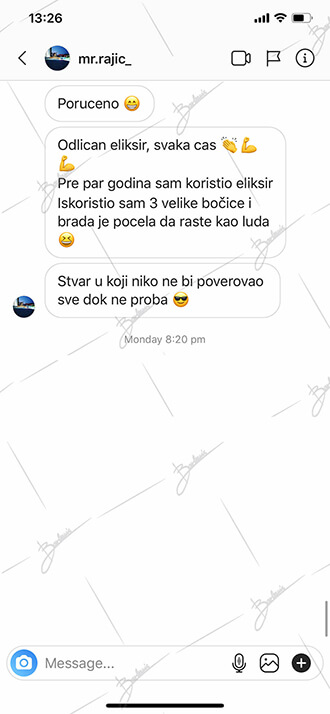 13:26
mr.rajic_
Poruceno 😁
Odlican eliksir, svaka cas 👏💪
💪
Pre par godina sam koristio eliksir
Iskoristio sam 3 velike bočice i
brada je pocela da raste kao luda
😆
Stvar u koji niko ne bi poverovao
sve dok ne proba 😎
Monday 8:20 pm
Message...